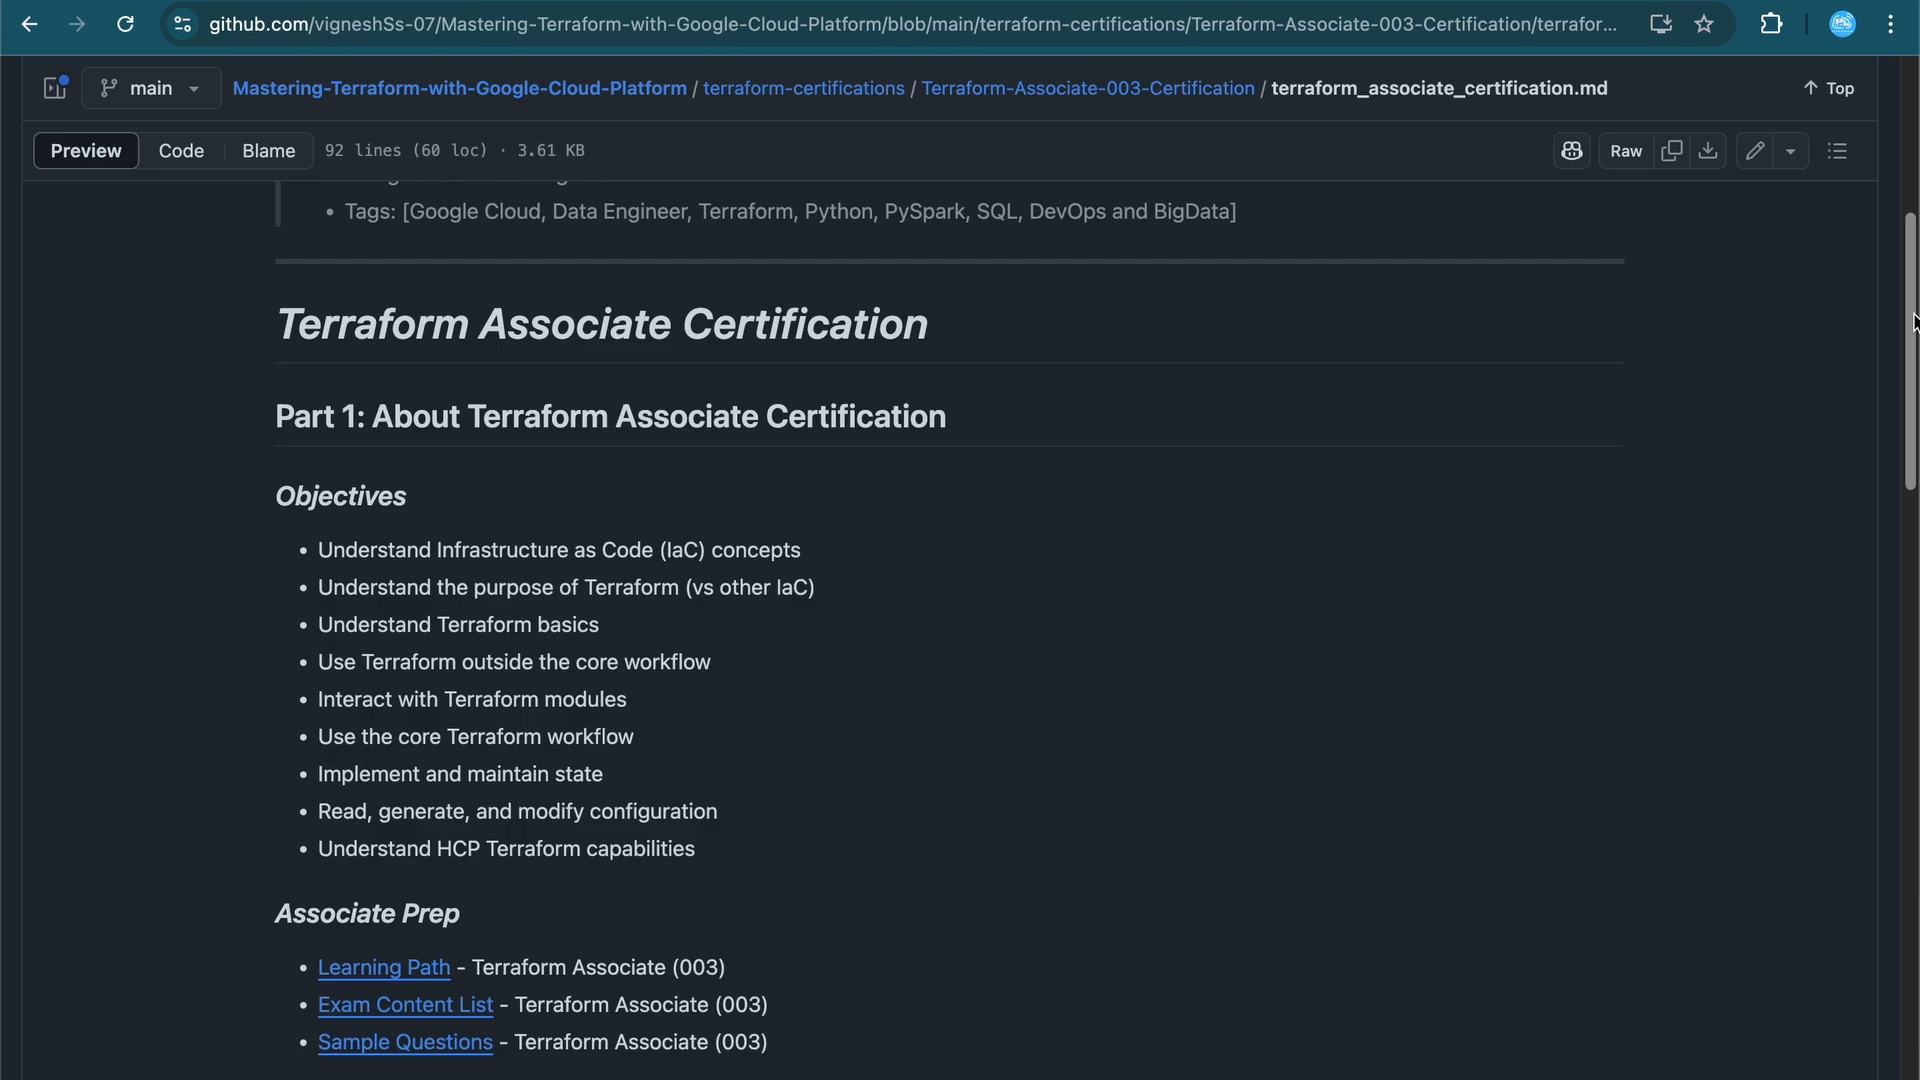 github.com/vigneshSs-07/Mastering-Terraform-with-Google-Cloud-Platform/blob/main/terraform-certifications/Terraform-Associate-003-Certification/terrafor...
main
Mastering-Terraform-with-Google-Cloud-Platform / terraform-certifications / Terraform-Associate-003-Certification / terraform_associate_certification.md
Top
Preview
Code
Blame
92 lines (60 loc) · 3.61 KB
Raw
• Tags: [Google Cloud, Data Engineer, Terraform, Python, PySpark, SQL, DevOps and BigData]
Terraform Associate Certification
Part 1: About Terraform Associate Certification
Objectives
• Understand Infrastructure as Code (IaC) concepts
• Understand the purpose of Terraform (vs other IaC)
• Understand Terraform basics
• Use Terraform outside the core workflow
• Interact with Terraform modules
• Use the core Terraform workflow
• Implement and maintain state
• Read, generate, and modify configuration
• Understand HCP Terraform capabilities
Associate Prep
• Learning Path - Terraform Associate (003)
• Exam Content List - Terraform Associate (003)
• Sample Questions - Terraform Associate (003)